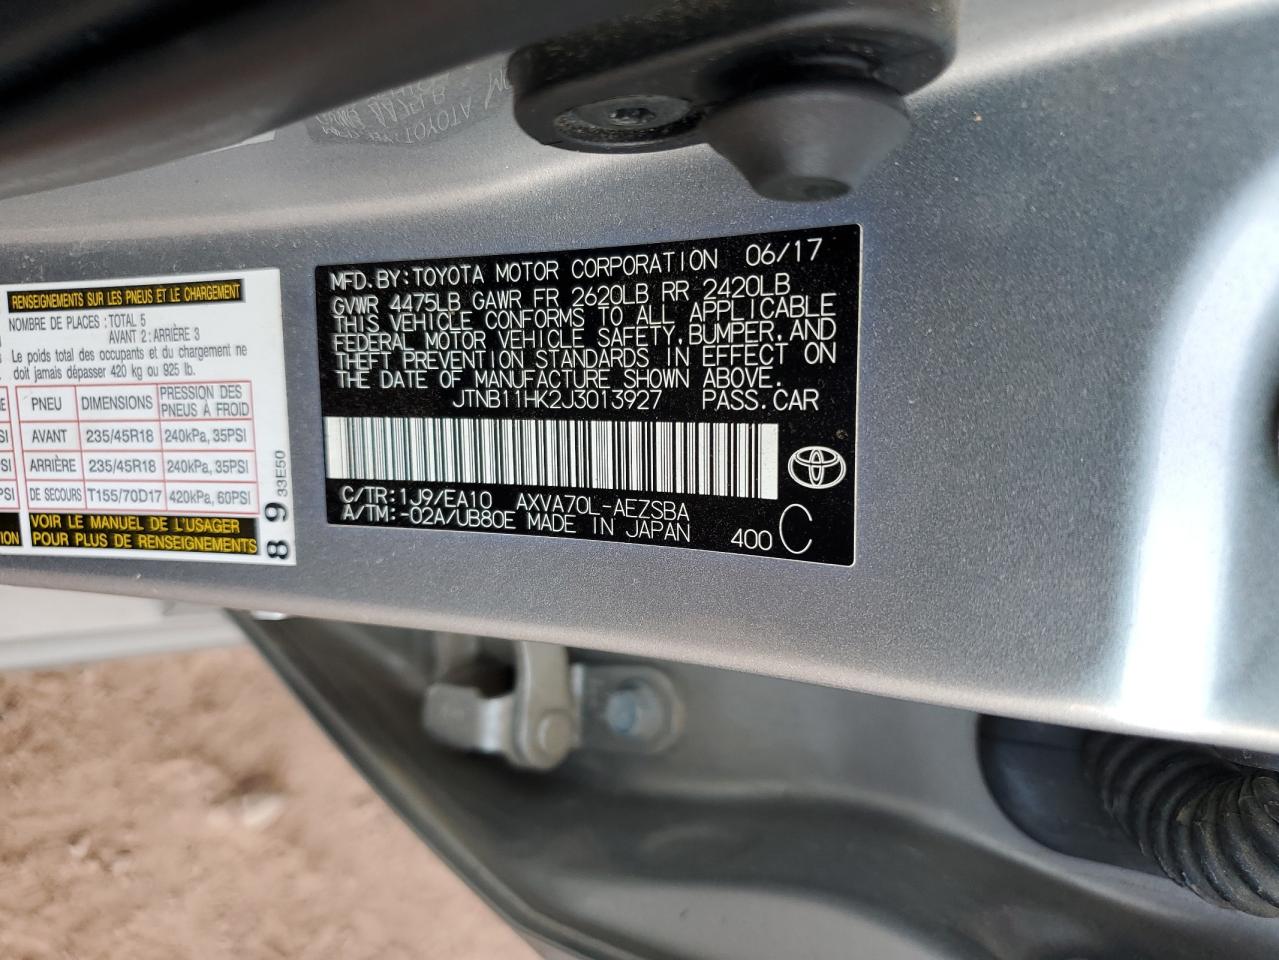 RENSEIGNEMENTS SUR LES PNEUS ET LE CHARGEMENT
NOMBRE DE PLACES : TOTAL 5
AVANT 2 : ARRIÈRE 3
Le poids total des occupants et du chargement ne
doit jamais dépasser 420 kg ou 925 lb.
PNEU DIMENSIONS PRESSION DES PNEUS À FROID
AVANT 235/45R18 240kPa, 35PSI
ARRIÈRE 235/45R18 240kPa, 35PSI
DE SECOURS T155/70D17 420kPa, 60PSI
VOIR LE MANUEL DE L'USAGER
POUR PLUS DE RENSEIGNEMENTS
33E50
8 9
MFD.BY:TOYOTA MOTOR CORPORATION 06/17
GVWR 4475LB GAWR FR 2620LB RR 2420LB
THIS VEHICLE CONFORMS TO ALL APPLICABLE
FEDERAL MOTOR VEHICLE SAFETY,BUMPER,AND
THEFT PREVENTION STANDARDS IN EFFECT ON
THE DATE OF MANUFACTURE SHOWN ABOVE.
JTNB11HK2J3013927 PASS.CAR
C/TR:1J9/EA10 AXVA70L-AEZSBA
A/TM:-02A/UB80E MADE IN JAPAN
400 C